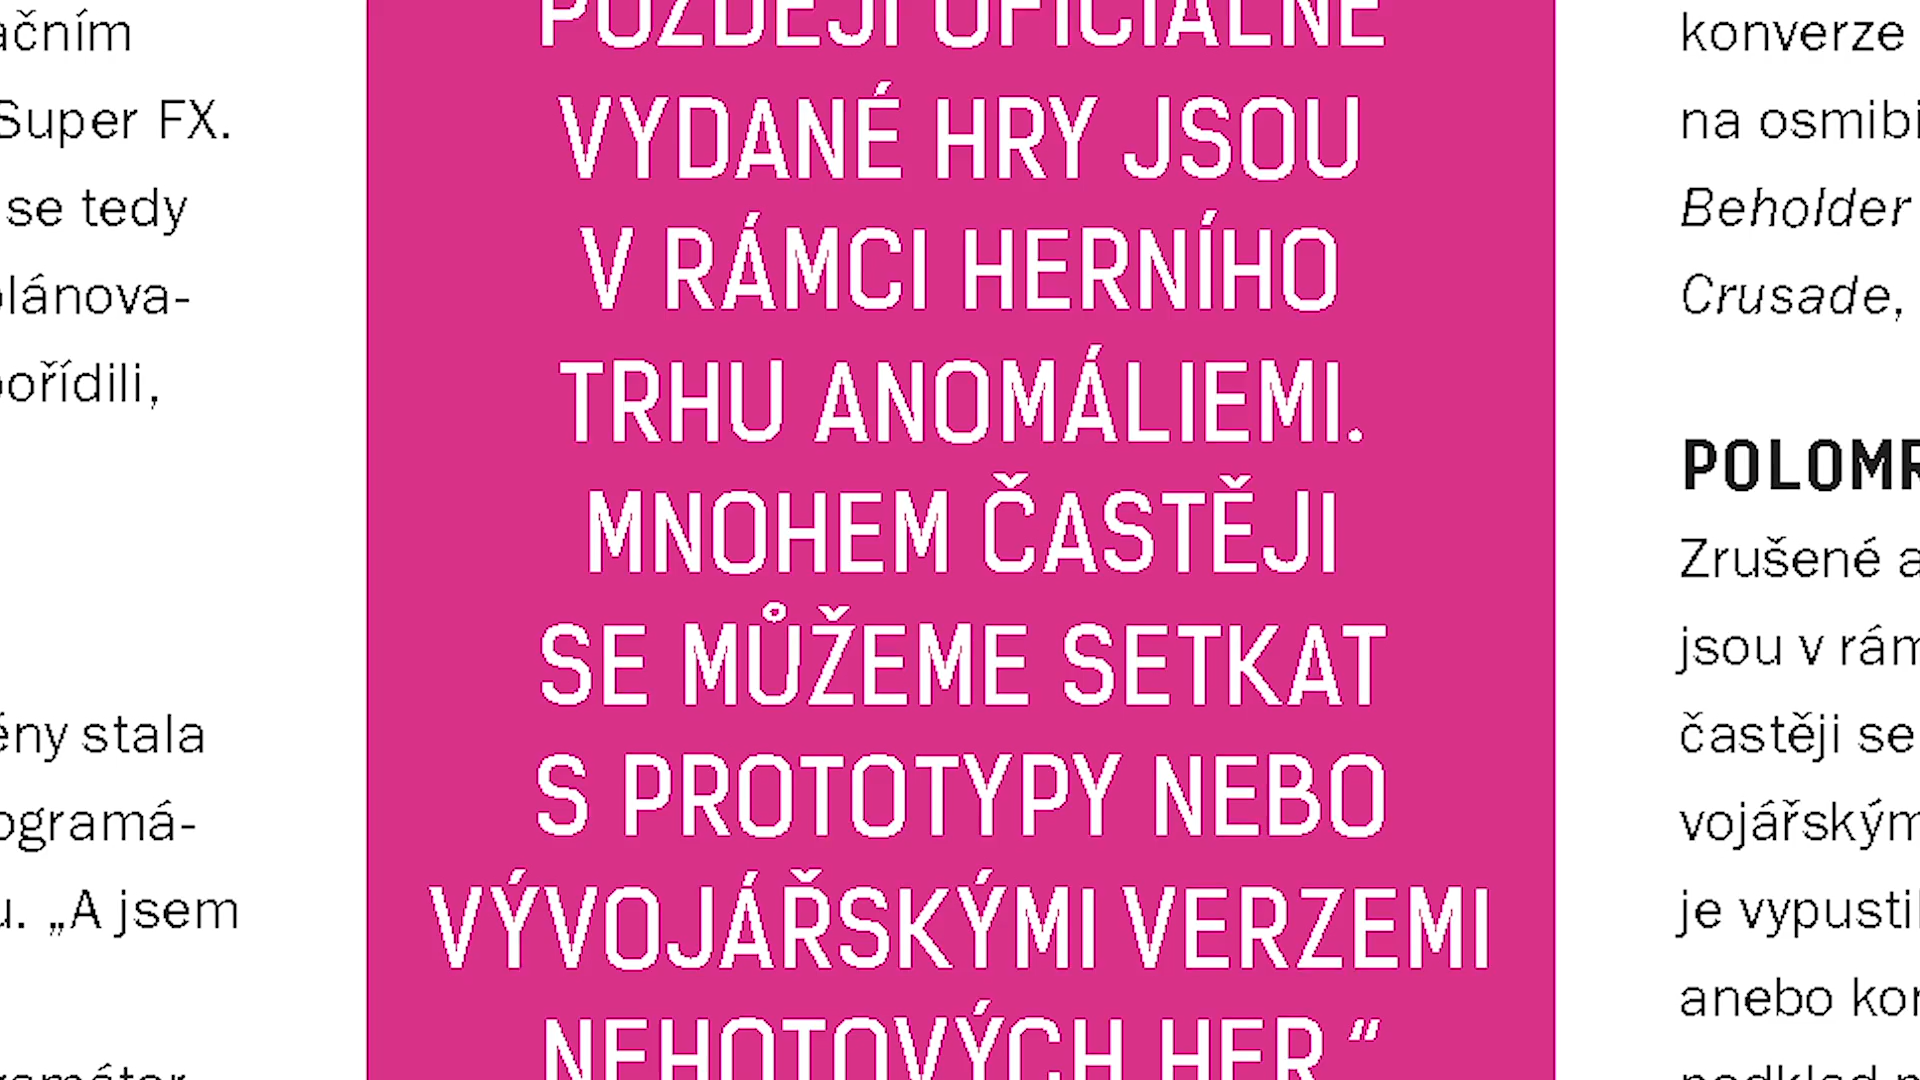 ačním
Super FX.
se tedy
plánova-
pořídili,
ény stala
ogramá-
u. „A jsem
POZDĚJI OFICIÁLNĚ
VYDANÉ HRY JSOU
V RÁMCI HERNÍHO
TRHU ANOMÁLIEMI.
MNOHEM ČASTĚJI
SE MŮŽEME SETKAT
S PROTOTYPY NEBO
VÝVOJÁŘSKÝMI VERZEMI
NEHOTOVÝCH HER.“
konverze
na osmibi
Beholder
Crusade,
POLOMR
Zrušené a
jsou v rám
častěji se
vojářským
je vypustil
anebo kon
podklad